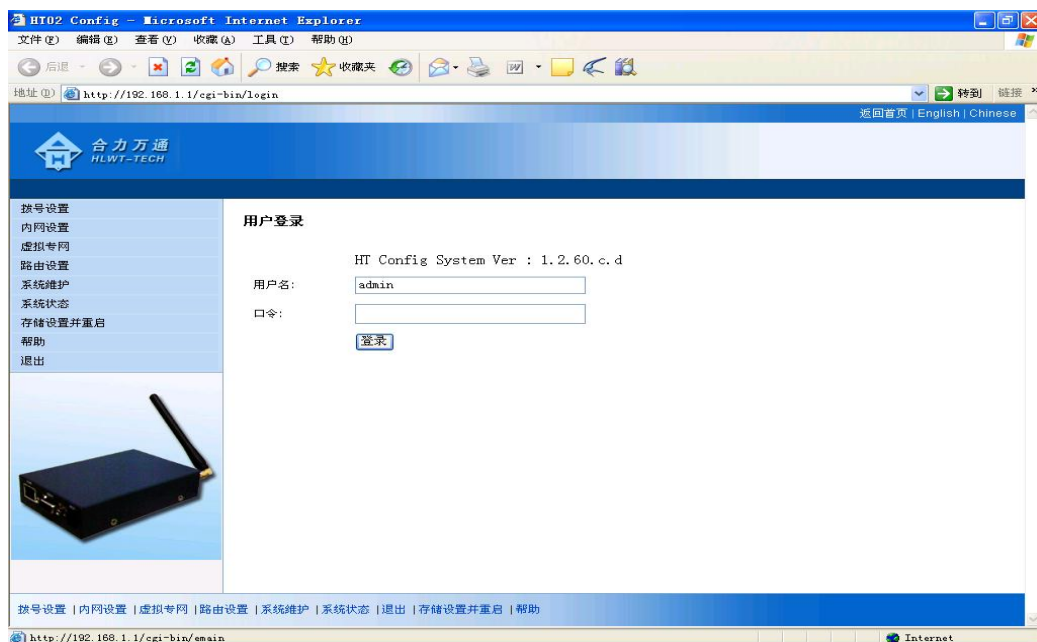 HT02 Config - Microsoft Internet Explorer
文件(F) 编辑(E) 查看(V) 收藏(A) 工具(T) 帮助(H)
后退 搜索 收藏夹
地址(D) http://192.168.1.1/cgi-bin/login 转到 链接 »
返回首页 | English | Chinese
合力万通
HLWT-TECH
拨号设置
内网设置
虚拟专网
路由设置
系统维护
系统状态
存储设置并重启
帮助
退出
用户登录
HT Config System Ver : 1.2.60.c.d
用户名: admin
口令:
登录
拨号设置 |内网设置 |虚拟专网 |路由设置 |系统维护 |系统状态 |退出 |存储设置并重启 |帮助
http://192.168.1.1/cgi-bin/emain Internet